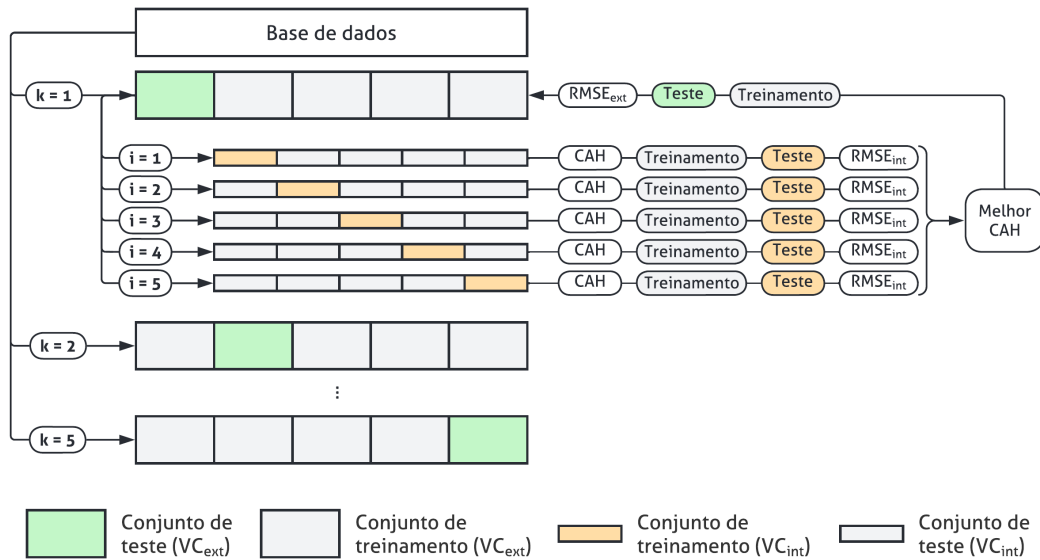 Base de dados
k = 1
RMSEext
Teste
Treinamento
i = 1
CAH
Treinamento
Teste
RMSEint
i = 2
CAH
Treinamento
Teste
RMSEint
i = 3
CAH
Treinamento
Teste
RMSEint
i = 4
CAH
Treinamento
Teste
RMSEint
i = 5
CAH
Treinamento
Teste
RMSEint
Melhor
CAH
k = 2
...
k = 5
Conjunto de
teste (VCext)
Conjunto de
treinamento (VCext)
Conjunto de
treinamento (VCint)
Conjunto de
teste (VCint)